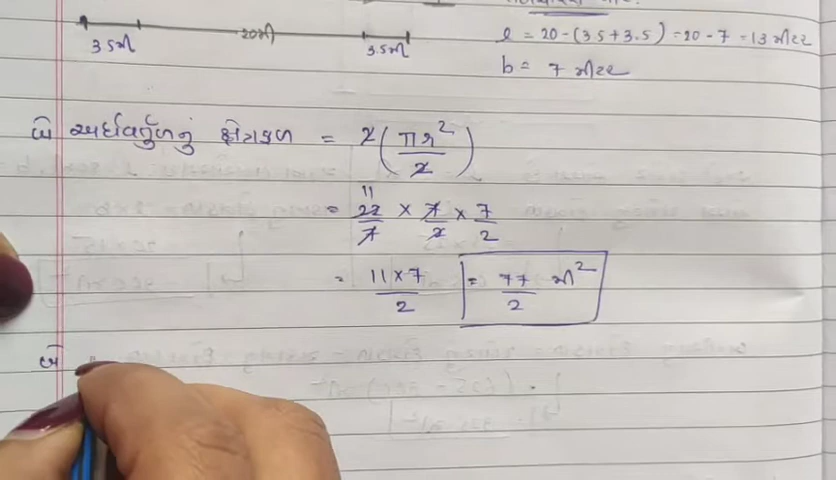 3.5મી 20મી 3.5મી
l = 20 - (3.5 + 3.5) = 20 - 7 = 13 મીટર
b = 7 મીટર
અર્ધવર્તુળનું ક્ષેત્રફળ = 2(πr²/2)
= 22/7 × 7/2 × 7/2
11
= 11×7/2 = 77/2 મી²